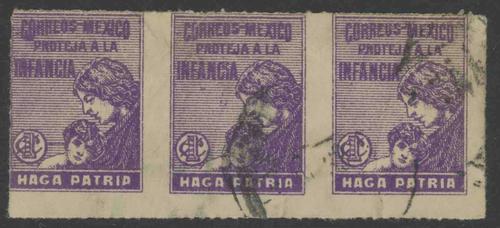 CORREOS-MEXICO
PROTEJA A LA
INFANCIA
HAGA PATRIA
CORREOS-MEXICO
PROTEJA A LA
INFANCIA
HAGA PATRIA
CORREOS-MEXICO
PROTEJA A LA
INFANCIA
HAGA PATRIA